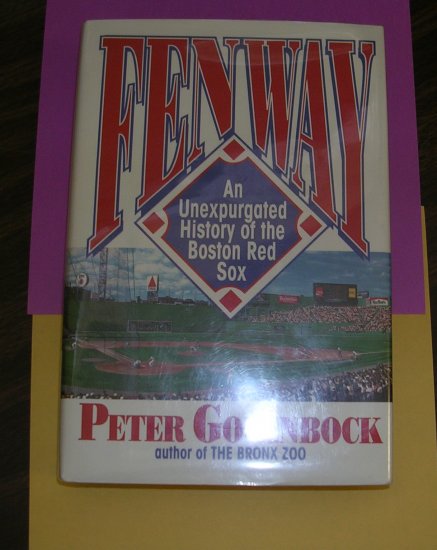 FENWAY
An
Unexpurgated
History of the
Boston Red
Sox
PETER
author of THE BRONX ZOO